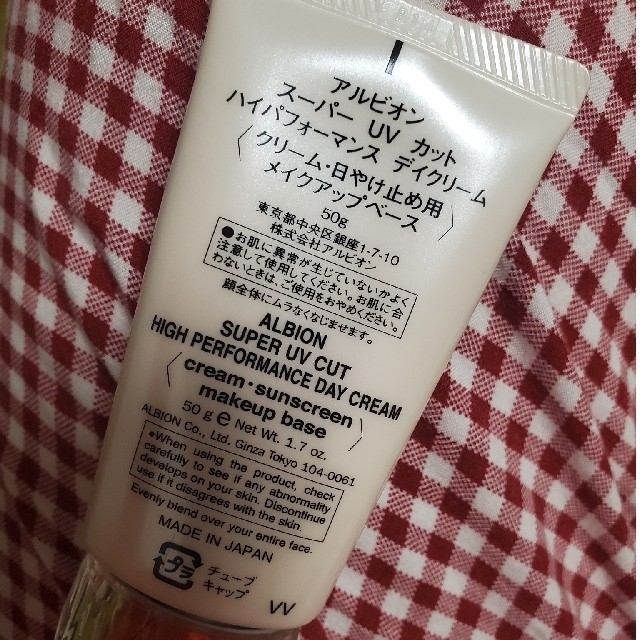 アルビオン
スーパー UV カット
ハイパフォーマンス デイクリーム
〈クリーム・日やけ止め用
メイクアップベース〉
50g
東京都中央区銀座1-7-10
株式会社アルビオン
●お肌に異常が生じていないかよく
注意して使用してください。お肌に合
わないときは、ご使用をおやめください。
顔全体にムラなくなじませます。
ALBION
SUPER UV CUT
HIGH PERFORMANCE DAY CREAM
〈cream・sunscreen
makeup base〉
50 g ℮ Net Wt. 1.7 oz.
ALBION Co., Ltd. Ginza Tokyo 104-0061
●When using the product, check
carefully to see if any abnormality
develops on your skin. Discontinue
use if it disagrees with the skin.
Evenly blend over your entire face.
MADE IN JAPAN
プラ
チューブ
キャップ
VV